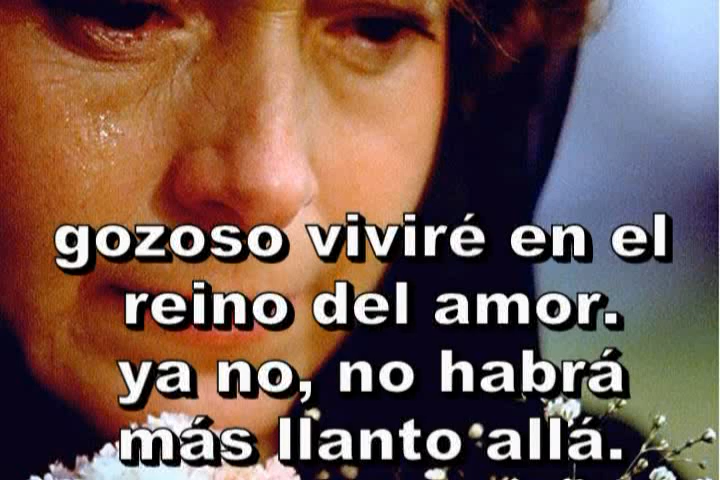 gozoso viviré en el
reino del amor.
ya no, no habrá
más llanto allá.